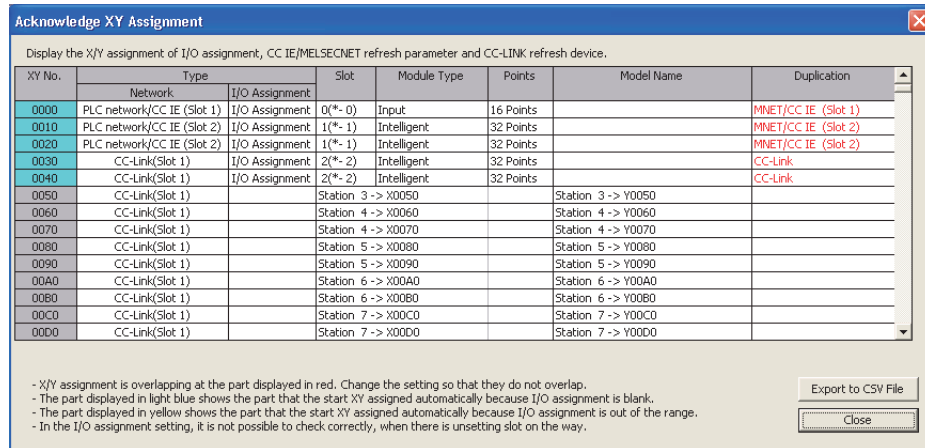 Acknowledge XY Assignment
Display the X/Y assignment of I/O assignment, CC IE/MELSECNET refresh parameter and CC-LINK refresh device.
XY No. Type Slot Module Type Points Model Name Duplication
Network I/O Assignment
0000 PLC network/CC IE (Slot 1) I/O Assignment 0(*- 0) Input 16 Points MNET/CC IE (Slot 1)
0010 PLC network/CC IE (Slot 2) I/O Assignment 1(*- 1) Intelligent 32 Points MNET/CC IE (Slot 2)
0020 PLC network/CC IE (Slot 2) I/O Assignment 1(*- 1) Intelligent 32 Points MNET/CC IE (Slot 2)
0030 CC-Link(Slot 1) I/O Assignment 2(*- 2) Intelligent 32 Points CC-Link
0040 CC-Link(Slot 1) I/O Assignment 2(*- 2) Intelligent 32 Points CC-Link
0050 CC-Link(Slot 1) Station 3 -> X0050 Station 3 -> Y0050
0060 CC-Link(Slot 1) Station 4 -> X0060 Station 4 -> Y0060
0070 CC-Link(Slot 1) Station 4 -> X0070 Station 4 -> Y0070
0080 CC-Link(Slot 1) Station 5 -> X0080 Station 5 -> Y0080
0090 CC-Link(Slot 1) Station 5 -> X0090 Station 5 -> Y0090
00A0 CC-Link(Slot 1) Station 6 -> X00A0 Station 6 -> Y00A0
00B0 CC-Link(Slot 1) Station 6 -> X00B0 Station 6 -> Y00B0
00C0 CC-Link(Slot 1) Station 7 -> X00C0 Station 7 -> Y00C0
00D0 CC-Link(Slot 1) Station 7 -> X00D0 Station 7 -> Y00D0
- X/Y assignment is overlapping at the part displayed in red. Change the setting so that they do not overlap.
- The part displayed in light blue shows the part that the start XY assigned automatically because I/O assignment is blank.
- The part displayed in yellow shows the part that the start XY assigned automatically because I/O assignment is out of the range.
- In the I/O assignment setting, it is not possible to check correctly, when there is unsetting slot on the way.
Export to CSV File
Close